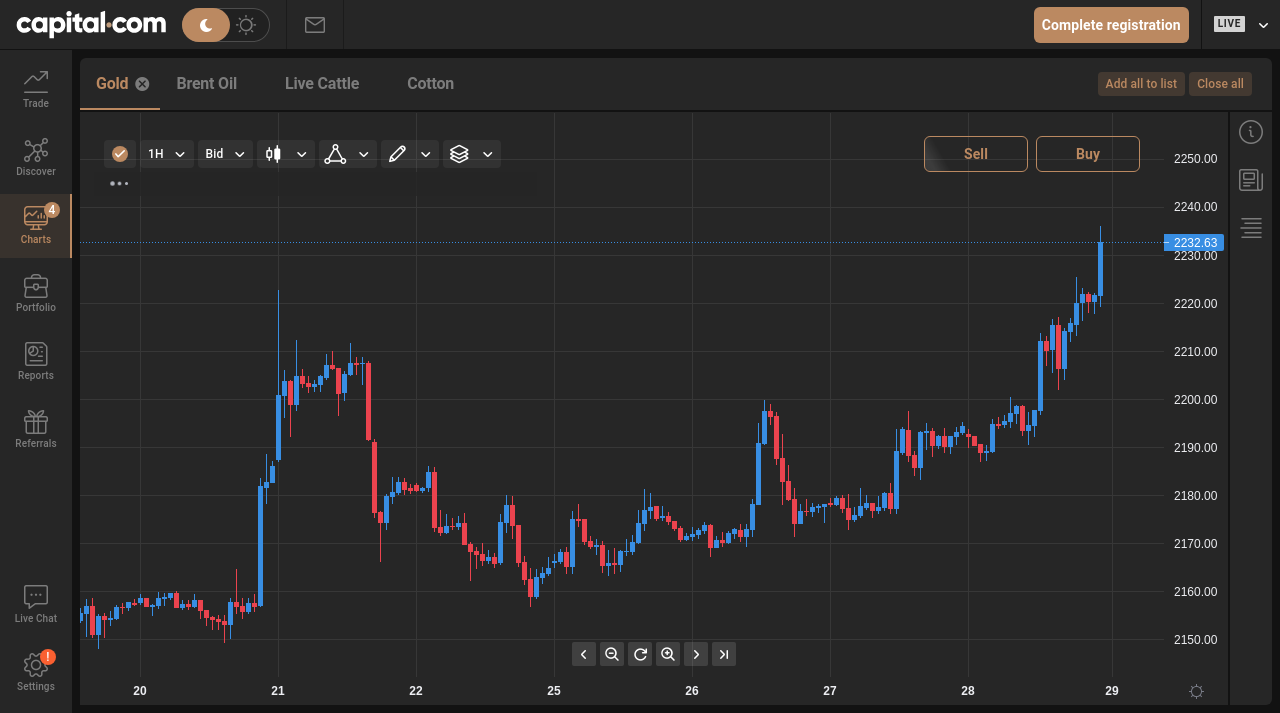 capital.com
Complete registration
LIVE
Trade
Discover
4
Charts
Portfolio
Reports
Referrals
Live Chat
!
Settings
Gold
Brent Oil
Live Cattle
Cotton
Add all to list
Close all
1H
Bid
Sell
Buy
2250.00
2240.00
2232.63
2230.00
2220.00
2210.00
2200.00
2190.00
2180.00
2170.00
2160.00
2150.00
20
21
22
25
26
27
28
29